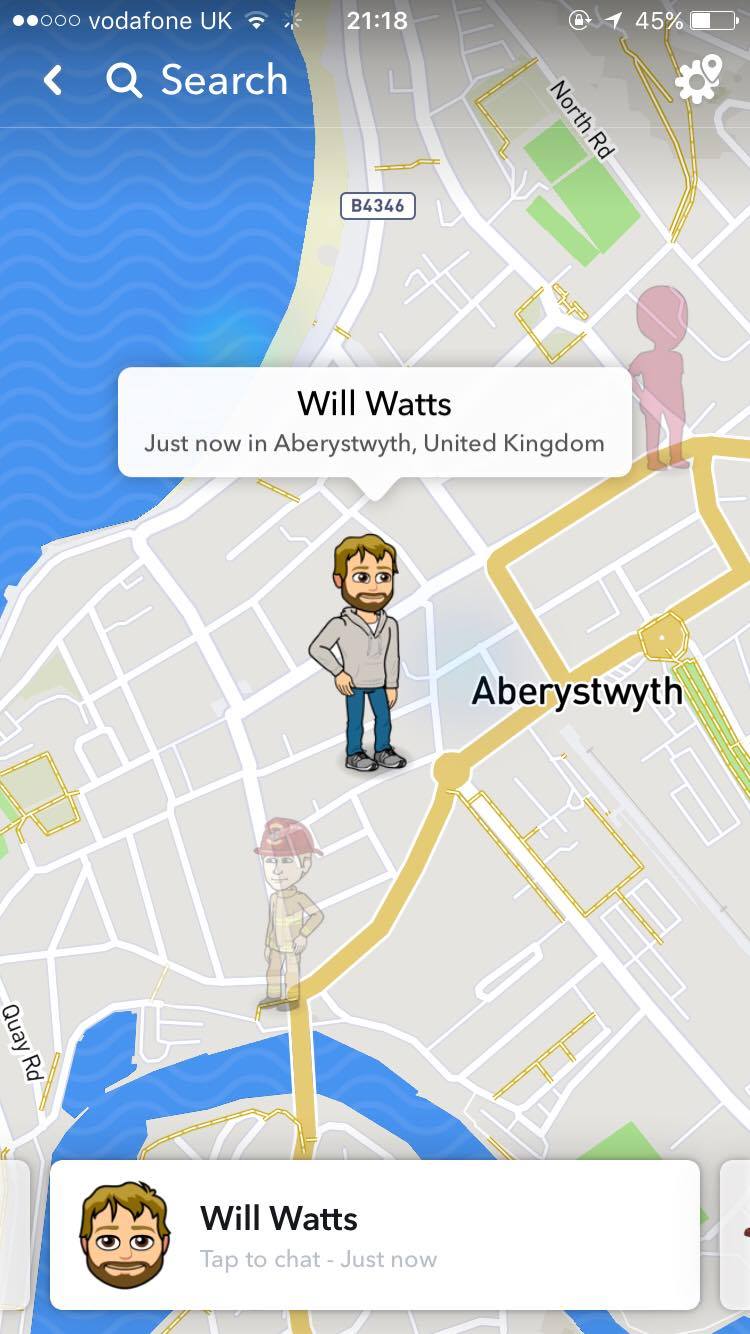 vodafone UK 21:18 45%
Search
North Rd
B4346
Will Watts
Just now in Aberystwyth, United Kingdom
Aberystwyth
Quay Rd
Will Watts
Tap to chat - Just now